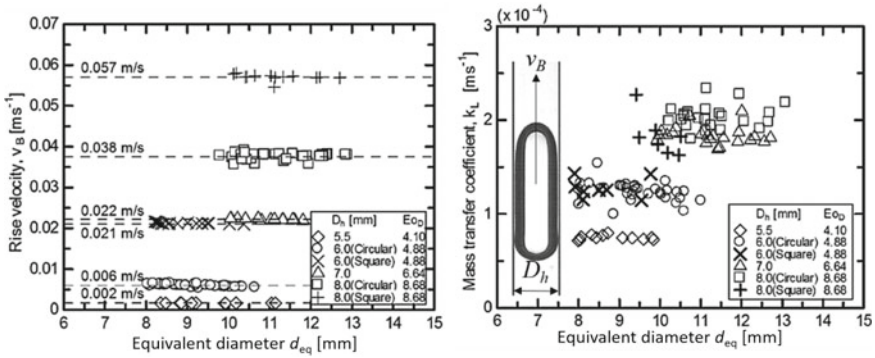 0.07
0.06
0.05
0.04
0.03
0.02
0.01
0
0.057 m/s
0.038 m/s
0.022 m/s
0.021 m/s
0.006 m/s
0.002 m/s
Rise velocity, vB [ms⁻¹]
Dh [mm] EoD
5.5 4.10
6.0(Circular) 4.88
6.0(Square) 4.88
7.0 6.64
8.0(Circular) 8.68
8.0(Square) 8.68
6 7 8 9 10 11 12 13 14 15
Equivalent diameter deq [mm]
(×10⁻⁴)
3
2
1
0
Mass transfer coefficient, kL [ms⁻¹]
vB
Dh
Dh [mm] EoD
5.5 4.10
6.0(Circular) 4.88
6.0(Square) 4.88
7.0 6.64
8.0(Circular) 8.68
8.0(Square) 8.68
6 7 8 9 10 11 12 13 14 15
Equivalent diameter deq [mm]